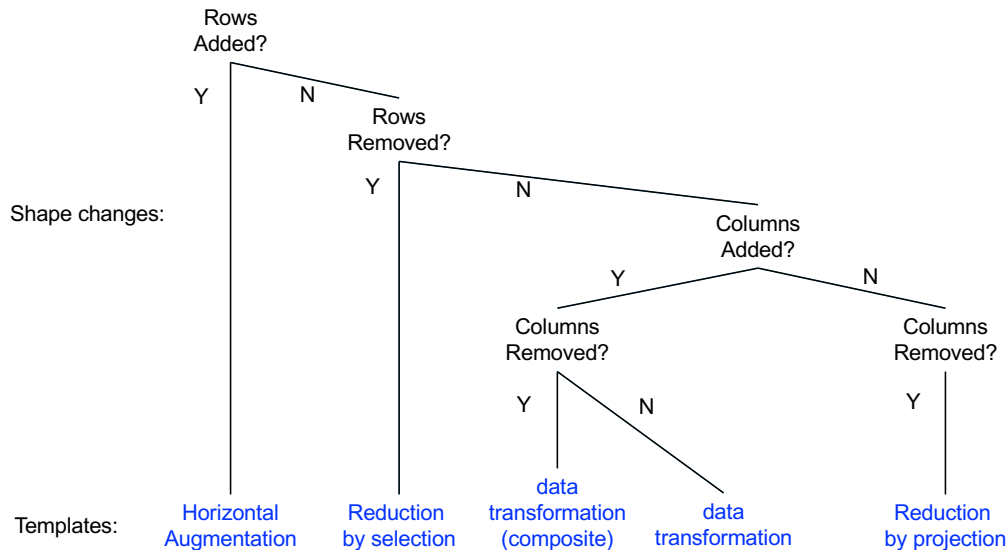 Rows
Added?
Y
N
Rows
Removed?
Y
N
Shape changes:
Columns
Added?
Y
N
Columns
Removed?
Columns
Removed?
Y
N
Y
Templates:
Horizontal
Augmentation
Reduction
by selection
data
transformation
(composite)
data
transformation
Reduction
by projection